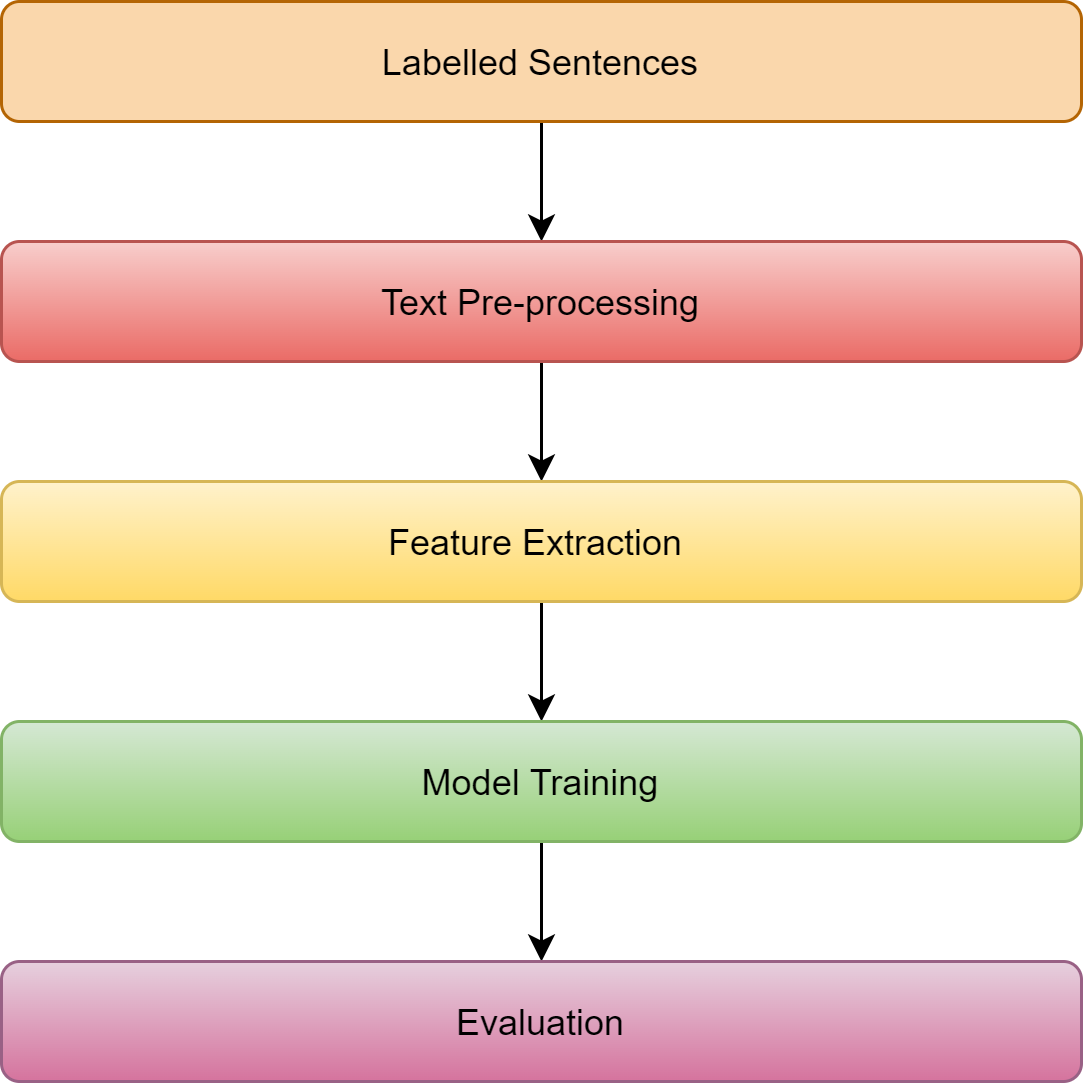 Labelled Sentences
Text Pre-processing
Feature Extraction
Model Training
Evaluation